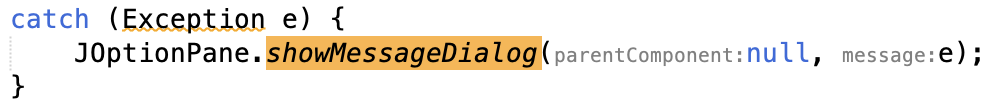 catch (Exception e) {
JOptionPane.showMessageDialog(parentComponent:null, message:e);
}